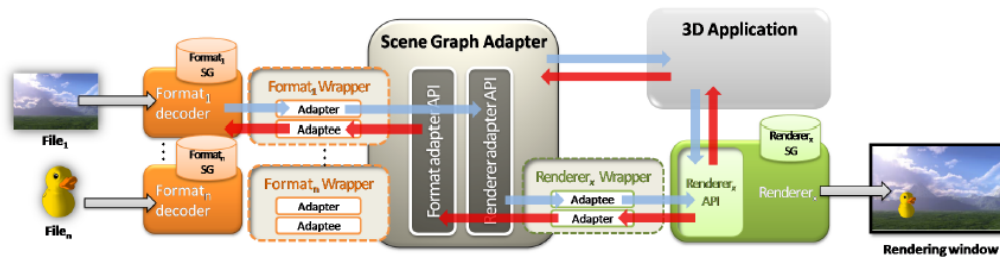 Scene Graph Adapter
3D Application
Format₁
SG
Format₁
decoder
Format₁ Wrapper
Adapter
Adaptee
File₁
Format adapter API
Renderer adapter API
Formatₙ
SG
Formatₙ
decoder
Formatₙ Wrapper
Adapter
Adaptee
Fileₙ
Rendererₓ Wrapper
Adaptee
Adapter
Rendererₓ
API
Rendererₓ
SG
Rendererₓ
Rendering window